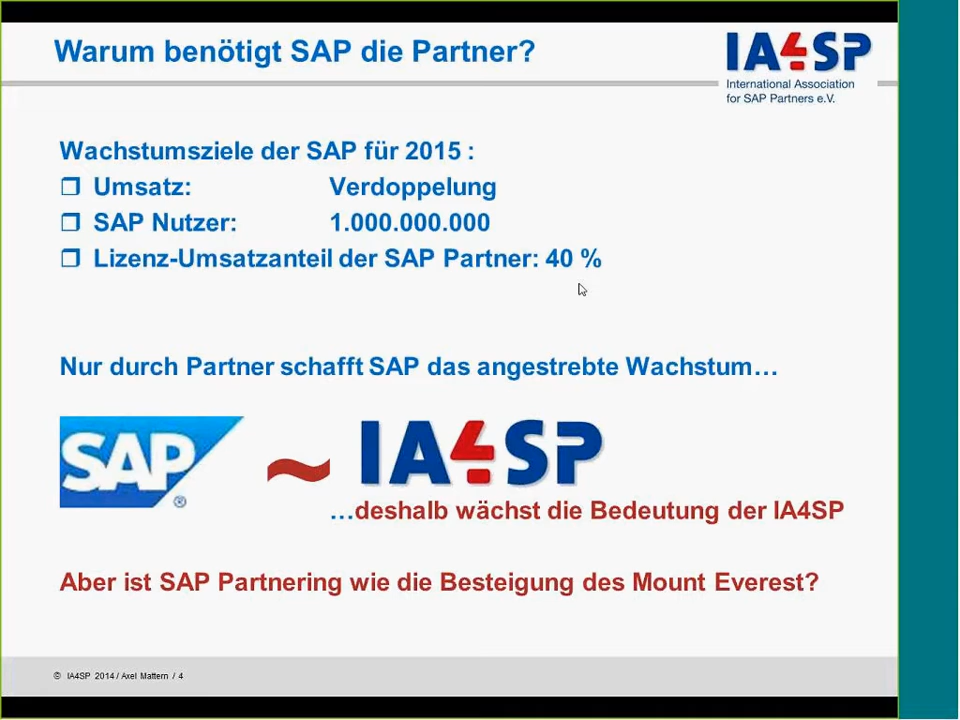 Warum benötigt SAP die Partner?
IA4SP
International Association
for SAP Partners e.V.
Wachstumsziele der SAP für 2015 :
Umsatz: Verdoppelung
SAP Nutzer: 1.000.000.000
Lizenz-Umsatzanteil der SAP Partner: 40 %
Nur durch Partner schafft SAP das angestrebte Wachstum…
SAP ® ~ IA4SP
…deshalb wächst die Bedeutung der IA4SP
Aber ist SAP Partnering wie die Besteigung des Mount Everest?
© IA4SP 2014 / Axel Mattern / 4